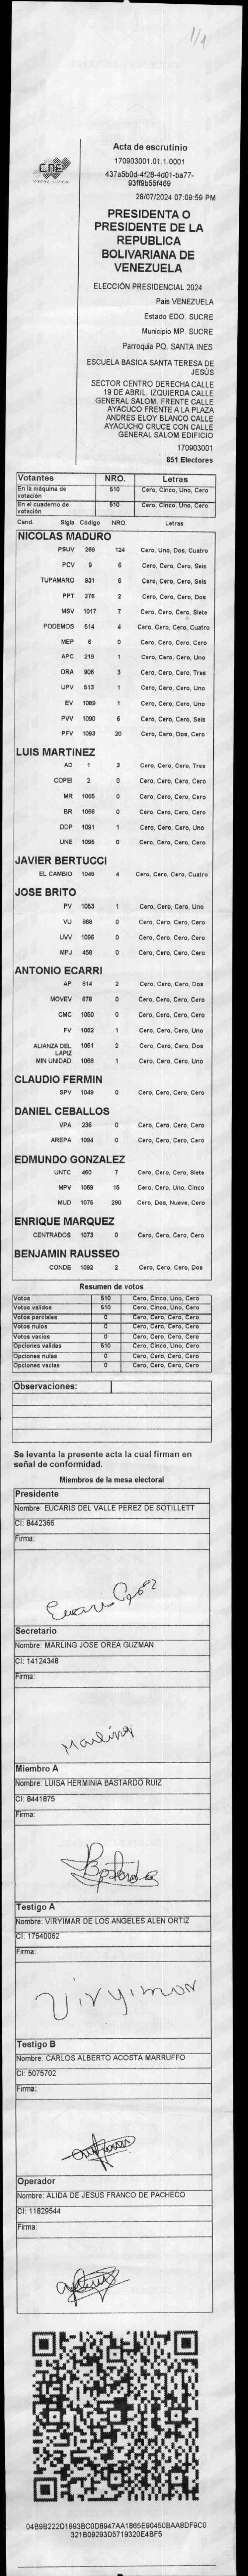 1/1
CNE
Acta de escrutinio
170903001.01.1.0001
437a5b0d-4f28-4d01-ba77-
93ff9b55f469
28/07/2024 07:09:59 PM
PRESIDENTA O
PRESIDENTE DE LA
REPUBLICA
BOLIVARIANA DE
VENEZUELA
ELECCIÓN PRESIDENCIAL 2024
Pais VENEZUELA
Estado EDO. SUCRE
Municipio MP. SUCRE
Parroquia PQ. SANTA INES
ESCUELA BASICA SANTA TERESA DE
JESÚS
SECTOR CENTRO DERECHA CALLE
19 DE ABRIL. IZQUIERDA CALLE
GENERAL SALOM. FRENTE CALLE
AYACUCO FRENTE A LA PLAZA
ANDRES ELOY BLANCO CALLE
AYACUCHO CRUCE CON CALLE
GENERAL SALOM EDIFICIO
170903001
851 Electores
Votantes NRO. Letras
En la máquina de votación 510 Cero, Cinco, Uno, Cero
En el cuaderno de votación 510 Cero, Cinco, Uno, Cero
Cand. Sigla Código NRO. Letras
NICOLAS MADURO
PSUV 269 124 Cero, Uno, Dos, Cuatro
PCV 9 6 Cero, Cero, Cero, Seis
TUPAMARO 931 6 Cero, Cero, Cero, Seis
PPT 276 2 Cero, Cero, Cero, Dos
MSV 1017 7 Cero, Cero, Cero, Siete
PODEMOS 514 4 Cero, Cero, Cero, Cuatro
MEP 6 0 Cero, Cero, Cero, Cero
APC 219 1 Cero, Cero, Cero, Uno
ORA 906 3 Cero, Cero, Cero, Tres
UPV 513 1 Cero, Cero, Cero, Uno
EV 1089 1 Cero, Cero, Cero, Uno
PVV 1090 6 Cero, Cero, Cero, Seis
PFV 1093 20 Cero, Cero, Dos, Cero
LUIS MARTINEZ
AD 1 3 Cero, Cero, Cero, Tres
COPEI 2 0 Cero, Cero, Cero, Cero
MR 1065 0 Cero, Cero, Cero, Cero
BR 1066 0 Cero, Cero, Cero, Cero
DDP 1091 1 Cero, Cero, Cero, Uno
UNE 1095 0 Cero, Cero, Cero, Cero
JAVIER BERTUCCI
EL CAMBIO 1048 4 Cero, Cero, Cero, Cuatro
JOSE BRITO
PV 1053 1 Cero, Cero, Cero, Uno
VU 868 0 Cero, Cero, Cero, Cero
UVV 1096 0 Cero, Cero, Cero, Cero
MPJ 458 0 Cero, Cero, Cero, Cero
ANTONIO ECARRI
AP 814 2 Cero, Cero, Cero, Dos
MOVEV 878 0 Cero, Cero, Cero, Cero
CMC 1050 0 Cero, Cero, Cero, Cero
FV 1062 1 Cero, Cero, Cero, Uno
ALIANZA DEL LAPIZ 1051 2 Cero, Cero, Cero, Dos
MIN UNIDAD 1068 1 Cero, Cero, Cero, Uno
CLAUDIO FERMIN
SPV 1049 0 Cero, Cero, Cero, Cero
DANIEL CEBALLOS
VPA 236 0 Cero, Cero, Cero, Cero
AREPA 1094 0 Cero, Cero, Cero, Cero
EDMUNDO GONZALEZ
UNTC 460 7 Cero, Cero, Cero, Siete
MPV 1069 15 Cero, Cero, Uno, Cinco
MUD 1075 290 Cero, Dos, Nueve, Cero
ENRIQUE MARQUEZ
CENTRADOS 1073 0 Cero, Cero, Cero, Cero
BENJAMIN RAUSSEO
CONDE 1092 2 Cero, Cero, Cero, Dos
Resumen de votos
Votos 510 Cero, Cinco, Uno, Cero
Votos validos 510 Cero, Cinco, Uno, Cero
Votos parciales 0 Cero, Cero, Cero, Cero
Votos nulos 0 Cero, Cero, Cero, Cero
Votos vacios 0 Cero, Cero, Cero, Cero
Opciones validas 510 Cero, Cinco, Uno, Cero
Opciones nulas 0 Cero, Cero, Cero, Cero
Opciones vacias 0 Cero, Cero, Cero, Cero
Observaciones:
Se levanta la presente acta la cual firman en
señal de conformidad.
Miembros de la mesa electoral
Presidente
Nombre: EUCARIS DEL VALLE PEREZ DE SOTILLETT
CI: 8442366
Firma:
Secretario
Nombre: MARLING JOSE OREA GUZMAN
CI: 14124348
Firma:
Marling
Miembro A
Nombre: LUISA HERMINIA BASTARDO RUIZ
CI: 8441875
Firma:
Bastardo
Testigo A
Nombre: VIRYIMAR DE LOS ANGELES ALEN ORTIZ
CI: 17540062
Firma:
Viryimar
Testigo B
Nombre: CARLOS ALBERTO ACOSTA MARRUFFO
CI: 5075702
Firma:
Operador
Nombre: ALIDA DE JESUS FRANCO DE PACHECO
CI: 11829544
Firma:
04B9B222D1993BC0D8947AA1865E90450BAA8DF9C0
321B09293D5719320E4BF5